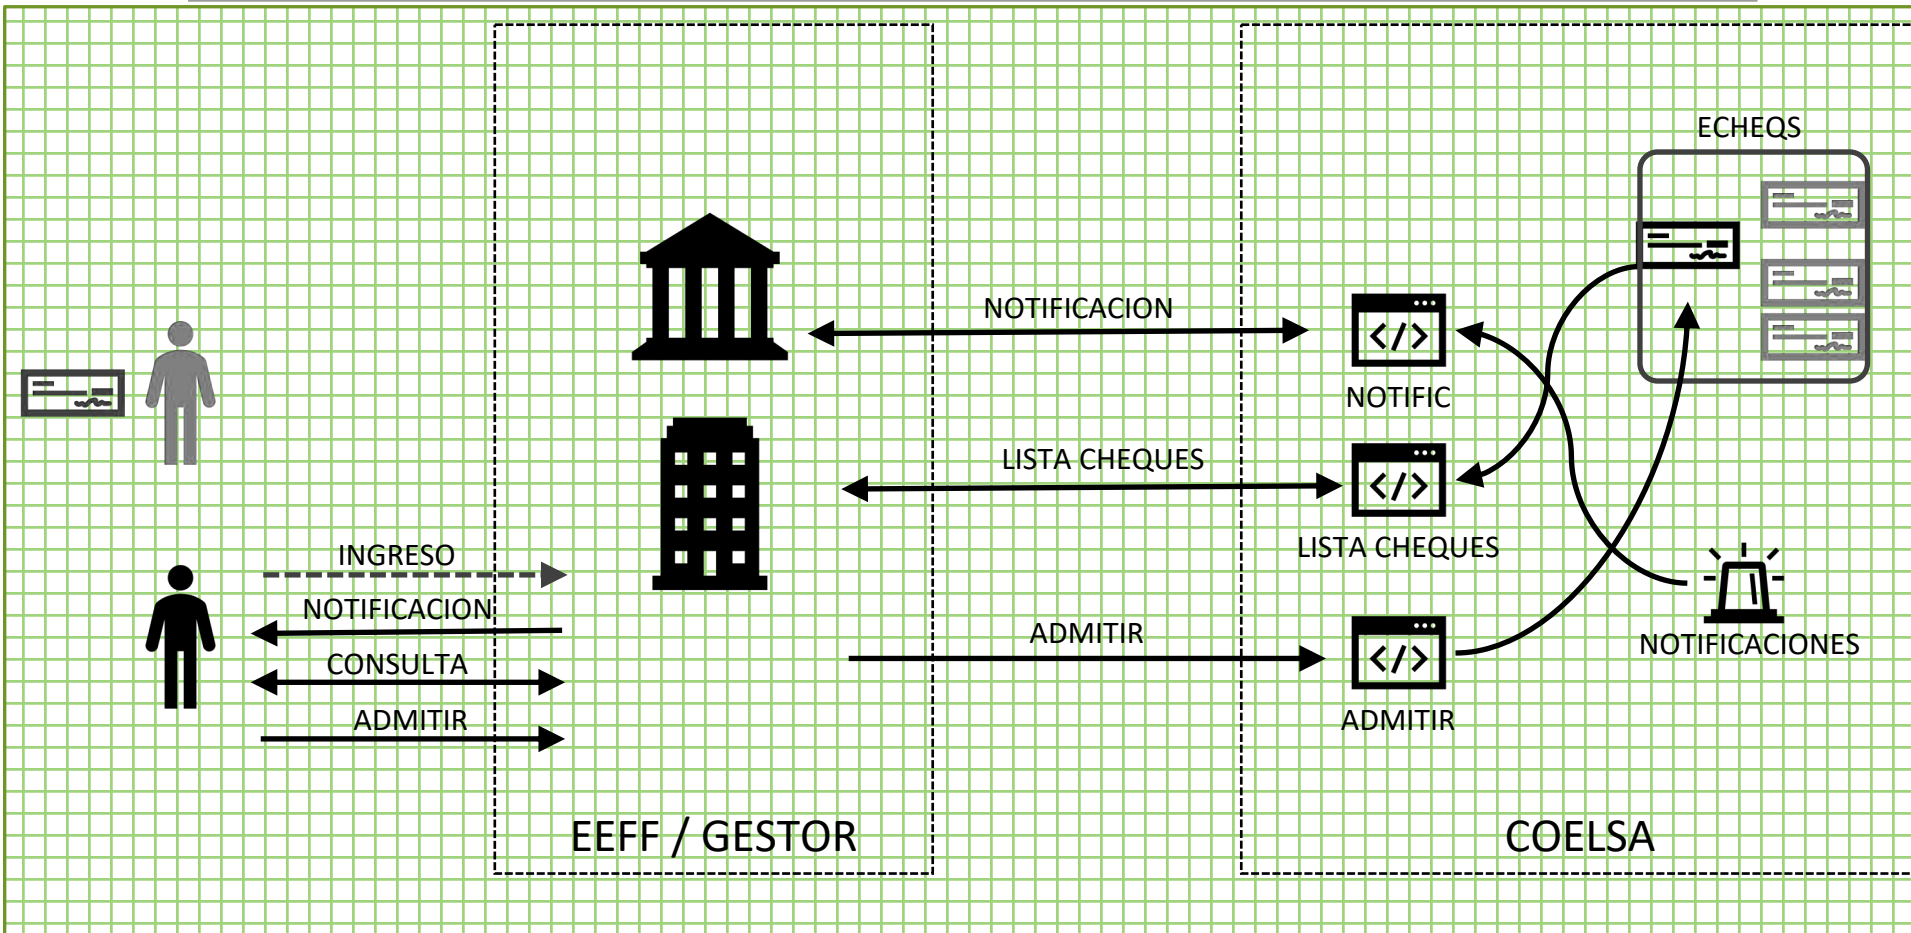 ECHEQS
NOTIFICACION
NOTIFIC
LISTA CHEQUES
LISTA CHEQUES
INGRESO
NOTIFICACION
CONSULTA
ADMITIR
ADMITIR
ADMITIR
NOTIFICACIONES
EEFF / GESTOR
COELSA